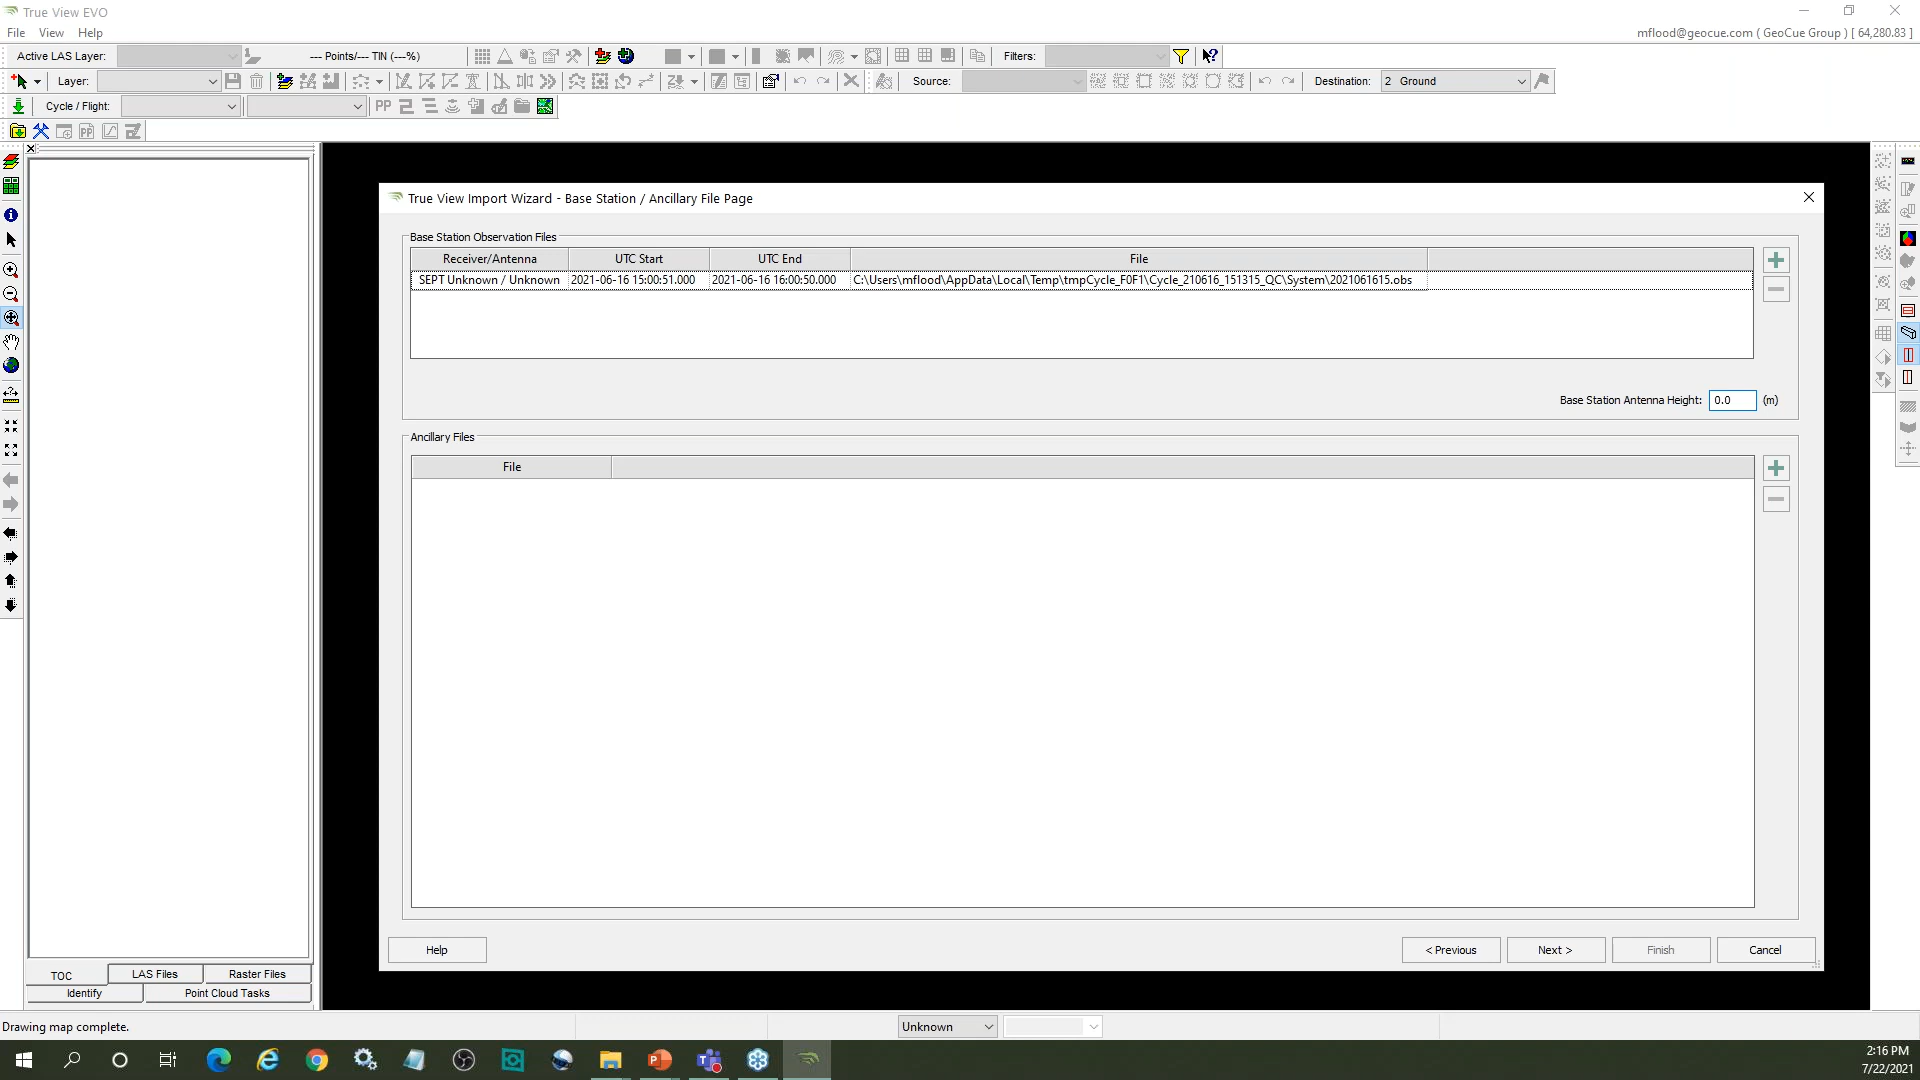 True View EVO
File View Help
mflood@geocue.com ( GeoCue Group ) [ 64,280.83 ]
Active LAS Layer:
--- Points/--- TIN (---%)
Filters:
Layer:
Source:
Destination: 2 Ground
Cycle / Flight:
PP
True View Import Wizard - Base Station / Ancillary File Page
Base Station Observation Files
Receiver/Antenna UTC Start UTC End File
SEPT Unknown / Unknown 2021-06-16 15:00:51.000 2021-06-16 16:00:50.000 C:\Users\mflood\AppData\Local\Temp\tmpCycle_F0F1\Cycle_210616_151315_QC\System\2021061615.obs
Base Station Antenna Height: 0.0 (m)
Ancillary Files
File
Help
< Previous Next > Finish Cancel
TOC LAS Files Raster Files
Identify Point Cloud Tasks
Drawing map complete.
Unknown
2:16 PM
7/22/2021